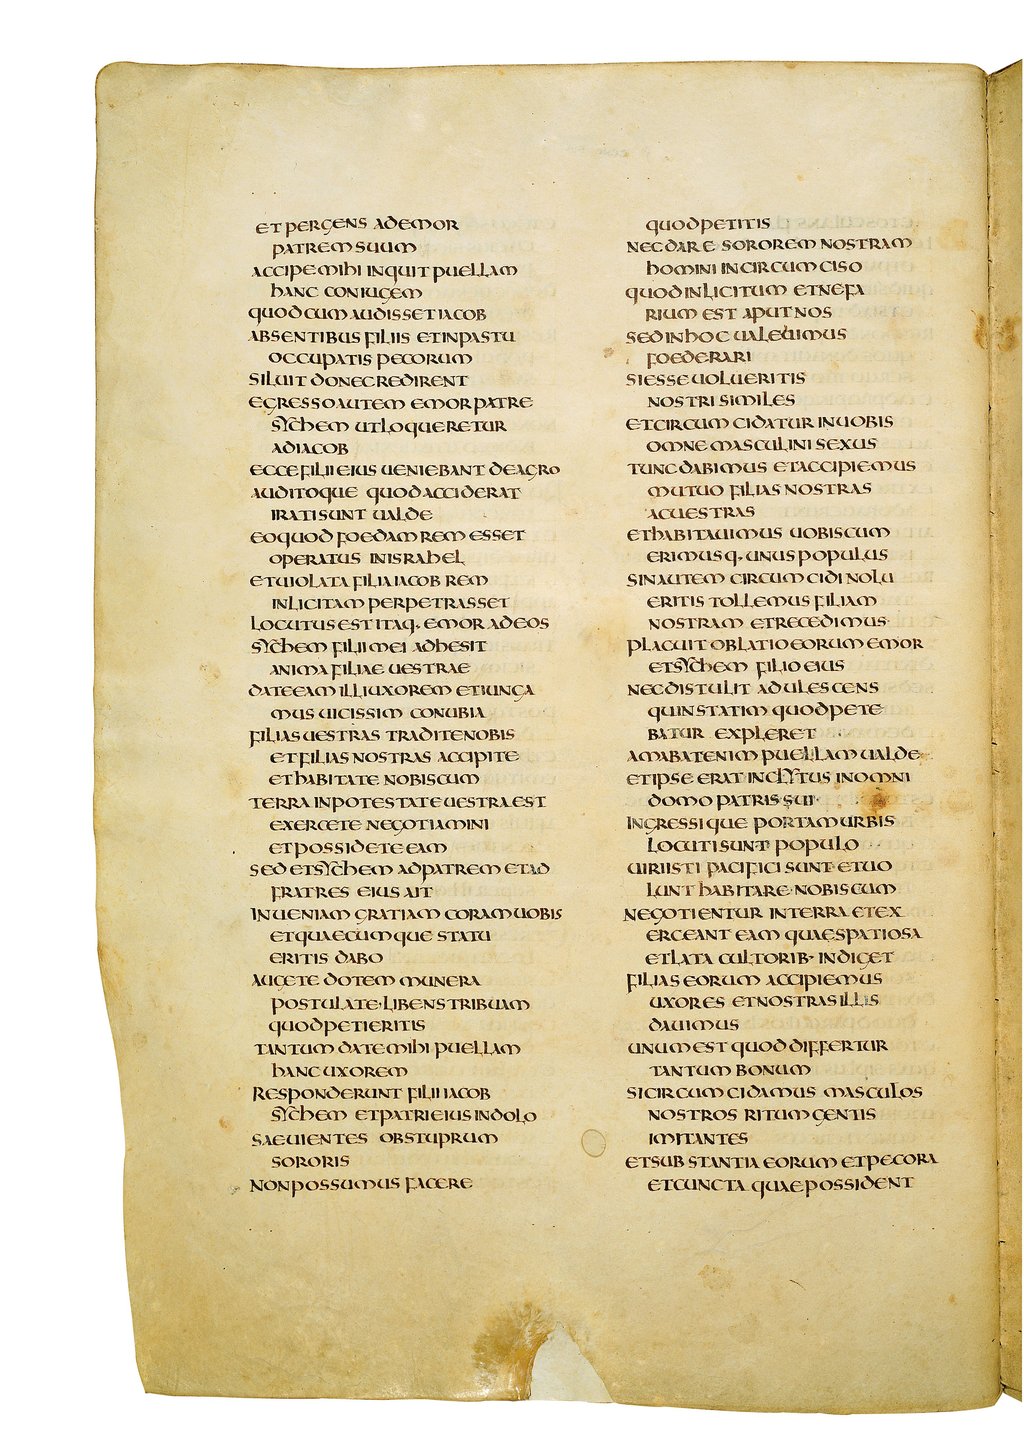 ET PERGENS AD EMOR
PATREM SUUM
ACCIPE MIHI INQUIT PUELLAM
HANC CONIUGEM
QUOD CUM AUDISSET IACOB
ABSENTIBUS FILIIS ET IN PASTU
OCCUPATIS PECORUM
SILUIT DONEC REDIRENT
EGRESSO AUTEM EMOR PATRE
SYCHEM UT LOQUERETUR
AD IACOB
ECCE FILII EIUS UENIEBANT DE AGRO
AUDITOQUE QUOD ACCIDERAT
IRATI SUNT UALDE
EO QUOD FOEDAM REM ESSET
OPERATUS IN ISRAHEL
ET UIOLATA FILIA IACOB REM
INLICITAM PERPETRASSET
LOCUTUS EST ITAQ· EMOR AD EOS
SYCHEM FILII MEI ADHESIT
ANIMA FILIAE UESTRAE
DATE EAM ILLI UXOREM ET IUNGA
MUS UICISSIM CONUBIA
FILIAS UESTRAS TRADITE NOBIS
ET FILIAS NOSTRAS ACCIPITE
ET HABITATE NOBISCUM
TERRA IN POTESTATE UESTRA EST
EXERCETE NEGOTIAMINI
ET POSSIDETE EAM
SED ET SYCHEM AD PATREM ET AD
FRATRES EIUS AIT
INUENIAM GRATIAM CORAM UOBIS
ET QUAECUMQUE STATU
ERITIS DABO
AUGETE DOTEM MUNERA
POSTULATE· LIBENS TRIBUAM
QUOD PETIERITIS
TANTUM DATE MIHI PUELLAM
HANC UXOREM
RESPONDERUNT FILII IACOB
SYCHEM ET PATRI EIUS IN DOLO
SAEUIENTES OBSTUPRUM
SORORIS
NON POSSUMUS FACERE
QUOD PETITIS
NEC DARE SOROREM NOSTRAM
HOMINI INCIRCUMCISO
QUOD INLICITUM ET NEFA
RIUM EST APUT NOS
SED IN HOC UALEBIMUS
FOEDERARI
SI ESSE UOLUERITIS
NOSTRI SIMILES
ET CIRCUMCIDATUR IN UOBIS
OMNE MASCULINI SEXUS
TUNC DABIMUS ET ACCIPIEMUS
MUTUO FILIAS NOSTRAS
AC UESTRAS
ET HABITAUIMUS UOBISCUM
ERIMUSQ· UNUS POPULUS
SIN AUTEM CIRCUMCIDI NOLU
ERITIS TOLLEMUS FILIAM
NOSTRAM ET RECEDIMUS
PLACUIT OBLATIO EORUM EMOR
ET SYCHEM FILIO EIUS
NEC DISTULIT ADULESCENS
QUIN STATIM QUOD PETE
BATUR EXPLERET
AMABAT ENIM PUELLAM UALDE
ET IPSE ERAT INCLYTUS IN OMNI
DOMO PATRIS SUI
INGRESSIQUE PORTAM URBIS
LOCUTI SUNT POPULO
UIRI ISTI PACIFICI SUNT ET UO
LUNT HABITARE NOBISCUM
NEGOTIENTUR IN TERRA ET EX
ERCEANT EAM QUAE SPATIOSA
ET LATA CULTORIB· INDIGET
FILIAS EORUM ACCIPIEMUS
UXORES ET NOSTRAS ILLIS
DAUIMUS
UNUM EST QUOD DIFFERTUR
TANTUM BONUM
SI CIRCUMCIDAMUS MASCULOS
NOSTROS RITUM GENTIS
IMITANTES
ET SUBSTANTIA EORUM ET PECORA
ET CUNCTA QUAE POSSIDENT